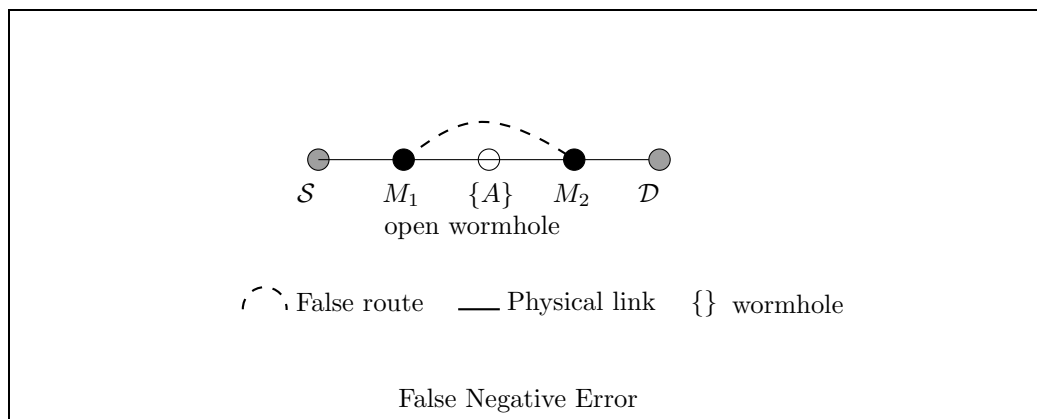 𝒮 M₁ {A} M₂ 𝒟
open wormhole
False route Physical link {} wormhole
False Negative Error